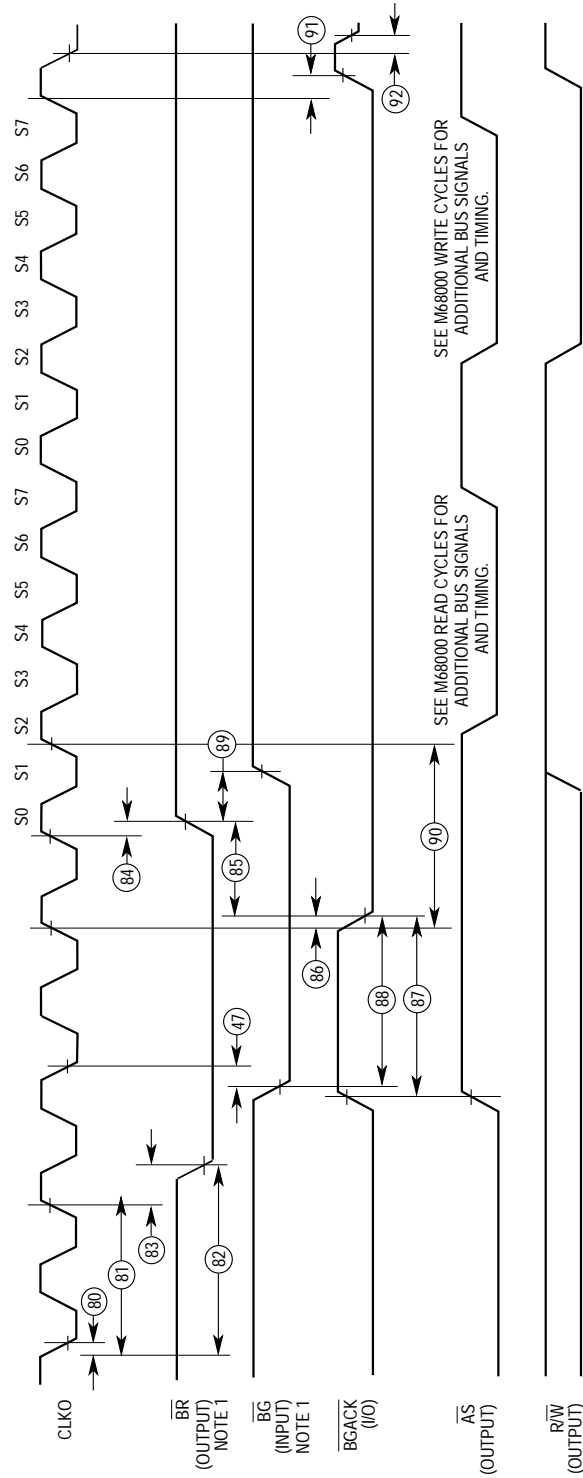 S0 S1 S2 S3 S4 S5 S6 S7 S0 S1 S2 S3 S4 S5 S6 S7
CLKO
80
81
83
82
47
84
85
89
86
88
87
90
91
92
BR
(OUTPUT)
NOTE 1
BG
(INPUT)
NOTE 1
BGACK
(I/O)
AS
(OUTPUT)
SEE M68000 READ CYCLES FOR
ADDITIONAL BUS SIGNALS
AND TIMING.
SEE M68000 WRITE CYCLES FOR
ADDITIONAL BUS SIGNALS
AND TIMING.
R/W
(OUTPUT)